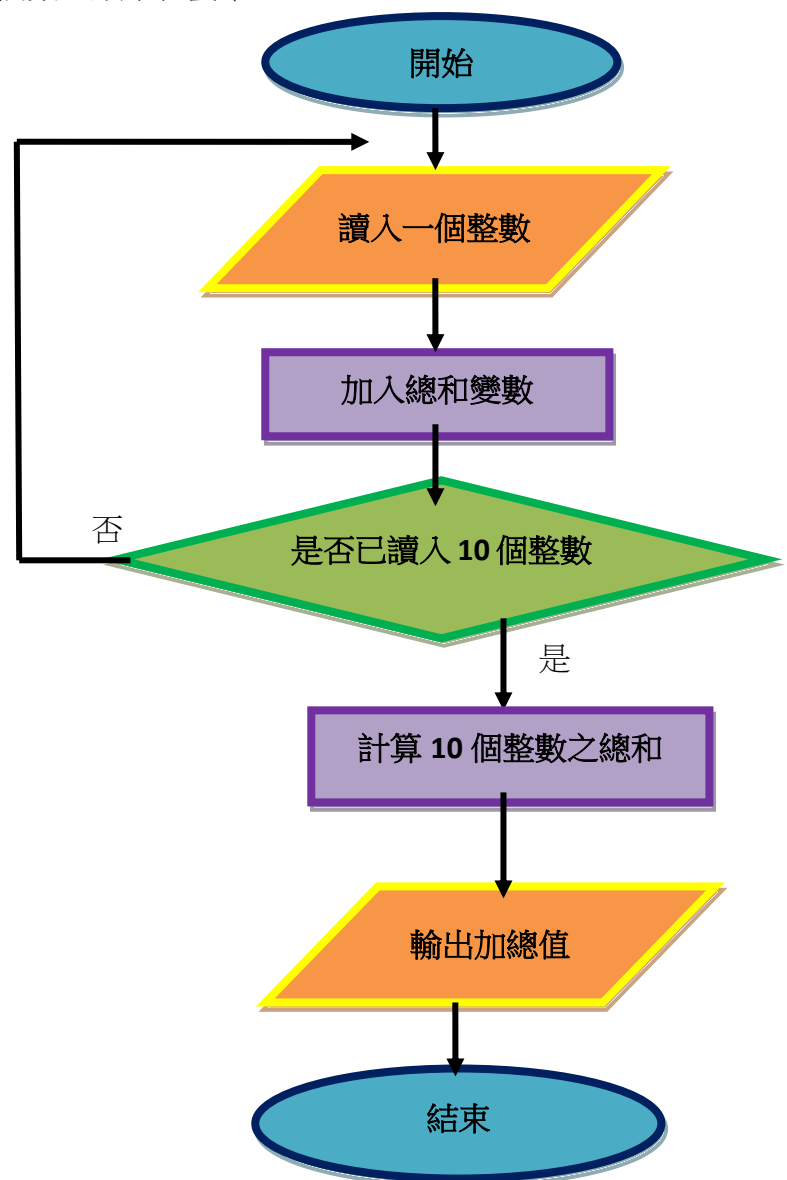 開始
讀入一個整數
加入總和變數
否
是否已讀入 10 個整數
是
計算 10 個整數之總和
輸出加總值
結束